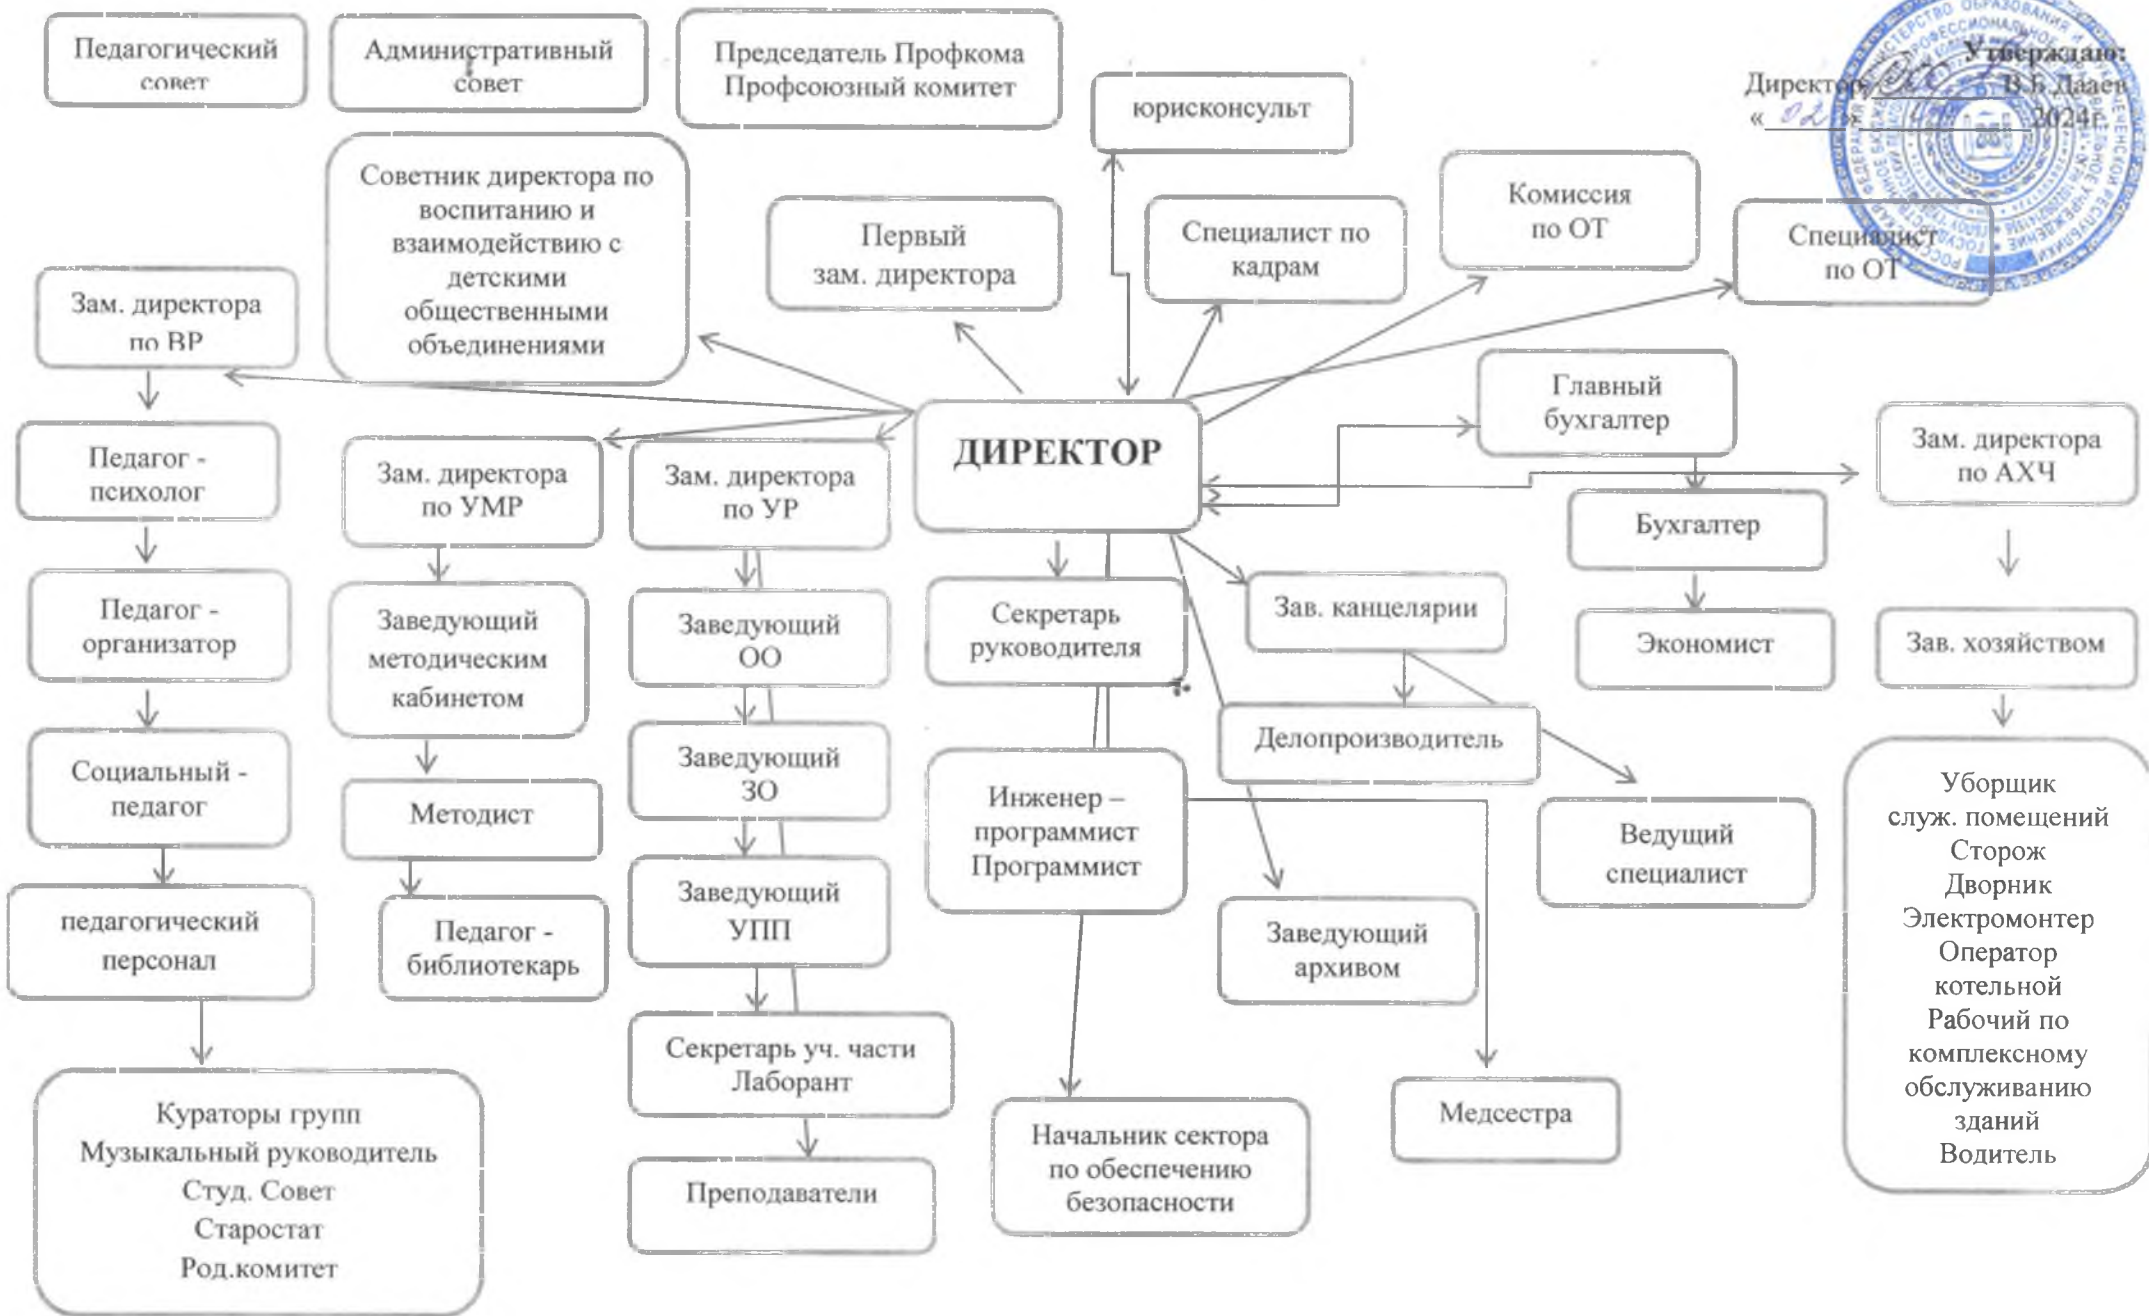 Педагогический
совет
Административный
совет
Председатель Профкома
Профсоюзный комитет
юрисконсульт
Утверждаю:
Директор В.Б. Дааев
« 02 » 2024г.
Советник директора по
воспитанию и
взаимодействию с
детскими
общественными
объединениями
Первый
зам. директора
Специалист по
кадрам
Комиссия
по ОТ
Специалист
по ОТ
Зам. директора
по ВР
ДИРЕКТОР
Главный
бухгалтер
Зам. директора
по АХЧ
Педагог -
психолог
Зам. директора
по УМР
Зам. директора
по УР
Бухгалтер
Педагог -
организатор
Заведующий
методическим
кабинетом
Заведующий
ОО
Секретарь
руководителя
Зав. канцелярии
Экономист
Зав. хозяйством
Социальный -
педагог
Методист
Заведующий
ЗО
Инженер –
программист
Программист
Делопроизводитель
Ведущий
специалист
Уборщик
служ. помещений
Сторож
Дворник
Электромонтер
Оператор
котельной
Рабочий по
комплексному
обслуживанию
зданий
Водитель
педагогический
персонал
Педагог -
библиотекарь
Заведующий
УПП
Заведующий
архивом
Секретарь уч. части
Лаборант
Кураторы групп
Музыкальный руководитель
Студ. Совет
Старостат
Род.комитет
Преподаватели
Начальник сектора
по обеспечению
безопасности
Медсестра